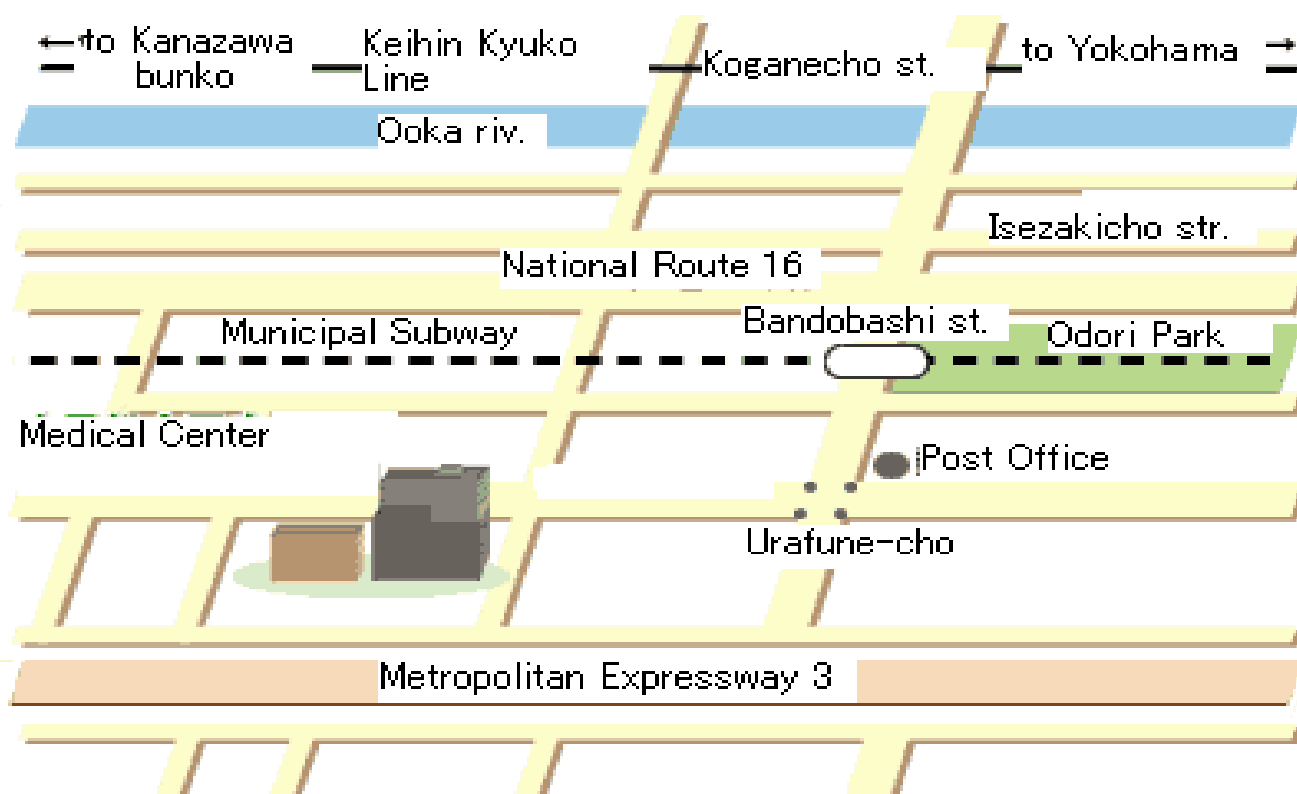 ←to Kanazawa
bunko
Keihin Kyuko
Line
Koganecho st.
to Yokohama →
Ooka riv.
Isezakicho str.
National Route 16
Bandobashi st.
Municipal Subway
Odori Park
Medical Center
Post Office
Urafune-cho
Metropolitan Expressway 3